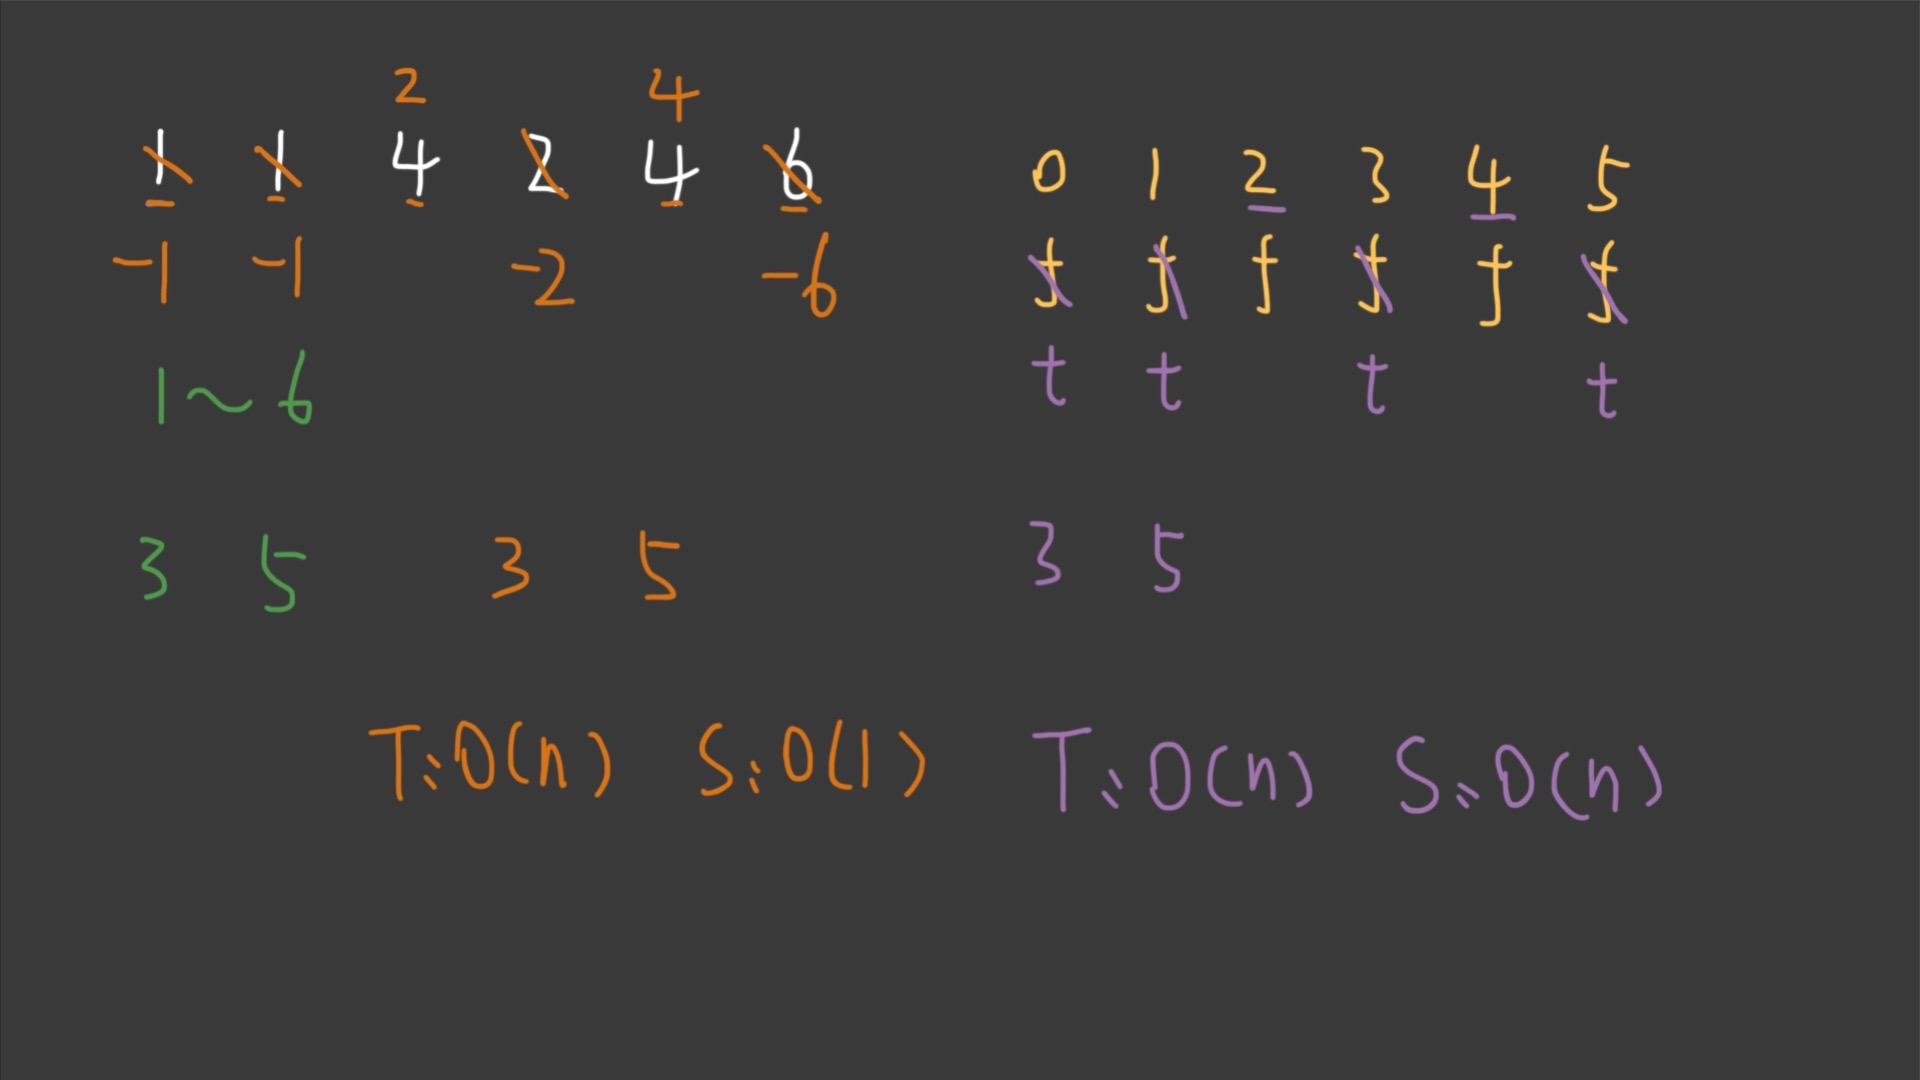 2 4
1 1 4 2 4 6
-1 -1 -2 -6
1 ~ 6
3 5 3 5
T: O(n) S: O(1)
0 1 2 3 4 5
f f f f f f
t t t t
3 5
T: O(n) S: O(n)